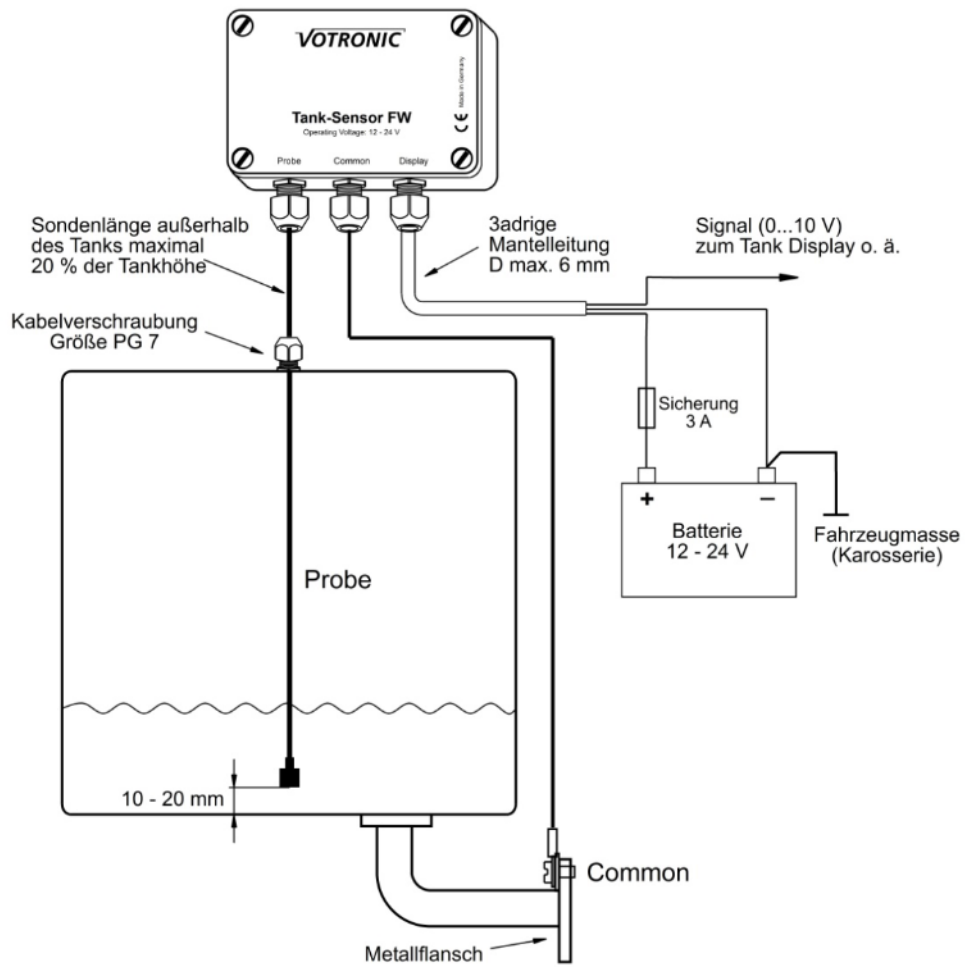 VOTRONIC
Made in Germany
CE
Tank-Sensor FW
Operating Voltage: 12 - 24 V
Probe
Common
Display
Sondenlänge außerhalb
des Tanks maximal
20 % der Tankhöhe
3adrige
Mantelleitung
D max. 6 mm
Signal (0...10 V)
zum Tank Display o. ä.
Kabelverschraubung
Größe PG 7
Sicherung
3 A
+
–
Batterie
12 - 24 V
Fahrzeugmasse
(Karosserie)
Probe
10 - 20 mm
Common
Metallflansch